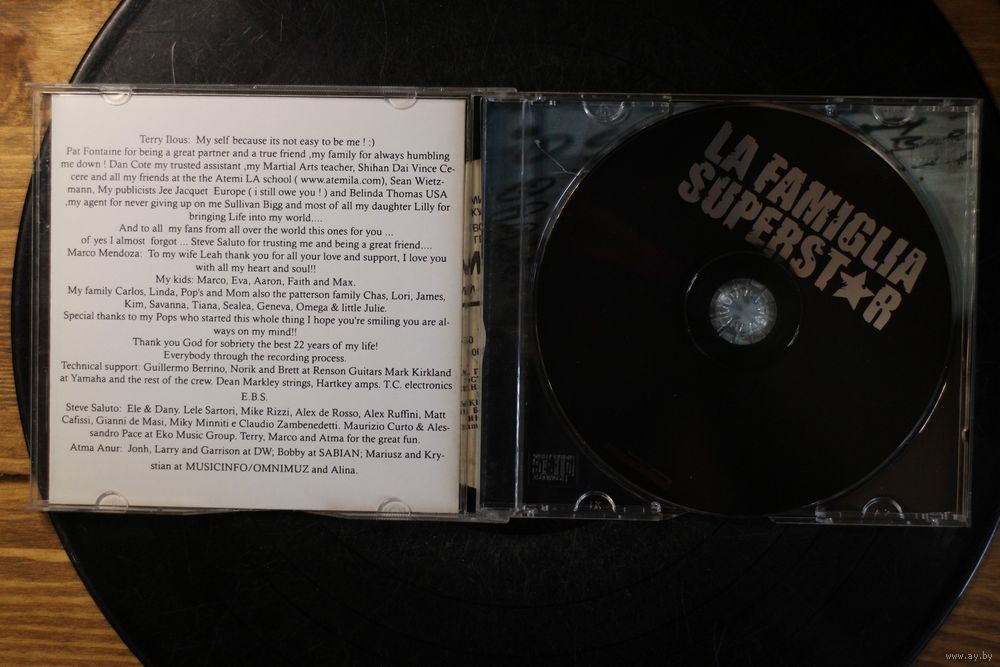 Terry Ilous: My self because its not easy to be me ! :)
Pat Fontaine for being a great partner and a true friend ,my family for always humbling
me down ! Dan Cote my trusted assistant ,my Martial Arts teacher, Shihan Dai Vince Ce-
cere and all my friends at the the Atemi LA school ( www.atemila.com), Sean Wietz-
mann, My publicists Jee Jacquet Europe ( i still owe you ! ) and Belinda Thomas USA
,my agent for never giving up on me Sullivan Bigg and most of all my daughter Lilly for
bringing Life into my world....
And to all my fans from all over the world this ones for you ...
of yes I almost forgot ... Steve Saluto for trusting me and being a great friend....
Marco Mendoza: To my wife Leah thank you for all your love and support, I love you
with all my heart and soul!!
My kids: Marco, Eva, Aaron, Faith and Max.
My family Carlos, Linda, Pop's and Mom also the patterson family Chas, Lori, James,
Kim, Savanna, Tiana, Sealea, Geneva, Omega & little Julie.
Special thanks to my Pops who started this whole thing I hope you're smiling you are al-
ways on my mind!!
Thank you God for sobriety the best 22 years of my life!
Everybody through the recording process.
Technical support: Guillermo Berrino, Norik and Brett at Renson Guitars Mark Kirkland
at Yamaha and the rest of the crew. Dean Markley strings, Hartkey amps. T.C. electronics
E.B.S.
Steve Saluto: Ele & Dany. Lele Sartori, Mike Rizzi, Alex de Rosso, Alex Ruffini, Matt
Cafissi, Gianni de Masi, Miky Minniti e Claudio Zambenedetti. Maurizio Curto & Ales-
sandro Pace at Eko Music Group. Terry, Marco and Atma for the great fun.
Atma Anur: Jonh, Larry and Garrison at DW; Bobby at SABIAN; Mariusz and Kry-
stian at MUSICINFO/OMNIMUZ and Alina.
LA FAMIGLIA
SUPERST★R
www.ay.by